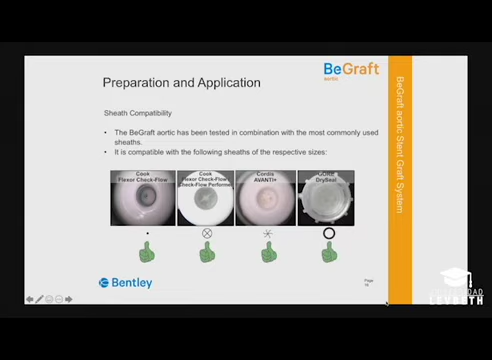 BeGraft
aortic
Preparation and Application
Sheath Compatibility
• The BeGraft aortic has been tested in combination with the most commonly used
sheaths.
• It is compatible with the following sheaths of the respective sizes:
Cook
Flexor Check-Flow
Cook
Flexor Check-Flow
Check-Flow Performer
Cordis
AVANTI+
GORE
DrySeal
Bentley
Page
BeGraft aortic Stent Graft System
LEVBETH